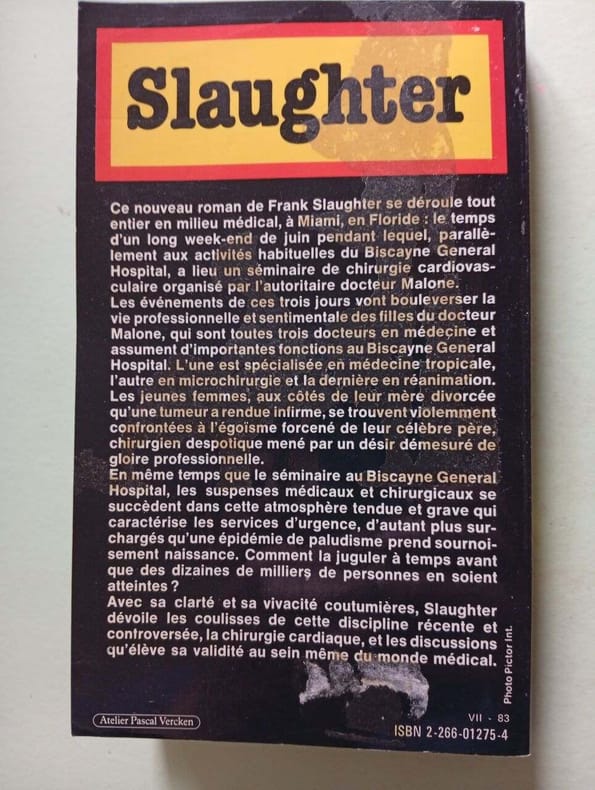 Slaughter
Ce nouveau roman de Frank Slaughter se déroule tout
entier en milieu médical, à Miami, en Floride : le temps
d'un long week-end de juin pendant lequel, parallè-
lement aux activités habituelles du Biscayne General
Hospital, a lieu un séminaire de chirurgie cardiovas-
culaire organisé par l'autoritaire docteur Malone.
Les événements de ces trois jours vont bouleverser la
vie professionnelle et sentimentale des filles du docteur
Malone, qui sont toutes trois docteurs en médecine et
assument d'importantes fonctions au Biscayne General
Hospital. L'une est spécialisée en médecine tropicale,
l'autre en microchirurgie et la dernière en réanimation.
Les jeunes femmes, aux côtés de leur mère divorcée
qu'une tumeur a rendue infirme, se trouvent violemment
confrontées à l'égoïsme forcené de leur célèbre père,
chirurgien despotique mené par un désir démesuré de
gloire professionnelle.
En même temps que le séminaire au Biscayne General
Hospital, les suspenses médicaux et chirurgicaux se
succèdent dans cette atmosphère tendue et grave qui
caractérise les services d'urgence, d'autant plus sur-
chargés qu'une épidémie de paludisme prend sournoi-
sement naissance. Comment la juguler à temps avant
que des dizaines de milliers de personnes en soient
atteintes ?
Avec sa clarté et sa vivacité coutumières, Slaughter
dévoile les coulisses de cette discipline récente et
controversée, la chirurgie cardiaque, et les discussions
qu'élève sa validité au sein même du monde médical.
Photo Pictor Int.
Atelier Pascal Vercken
VII - 83
ISBN 2-266-01275-4